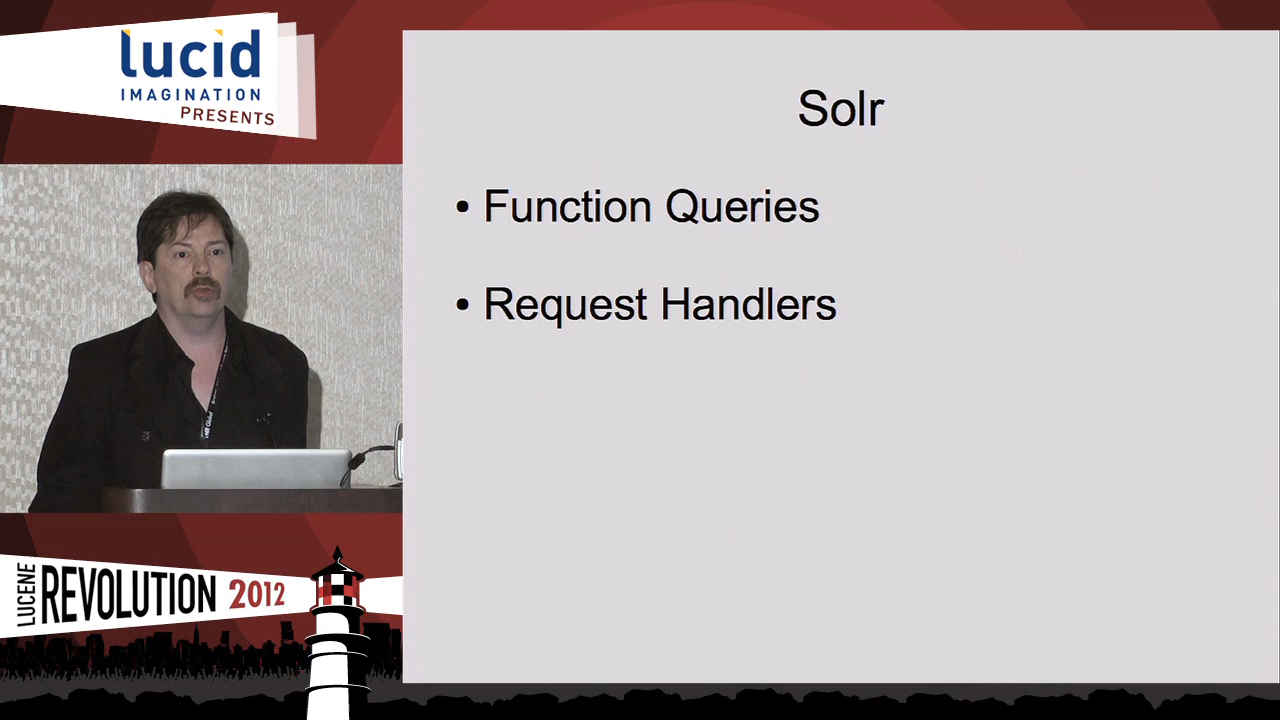 lucid
IMAGINATION
PRESENTS
Solr
• Function Queries
• Request Handlers
LUCENE
REVOLUTION 2012